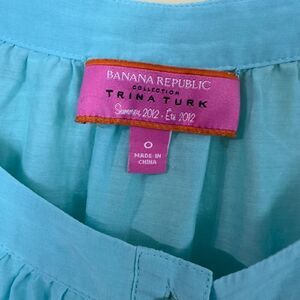 BANANA REPUBLIC
COLLECTION
TRINA TURK
Summer 2012 - Été 2012
0
MADE IN
CHINA